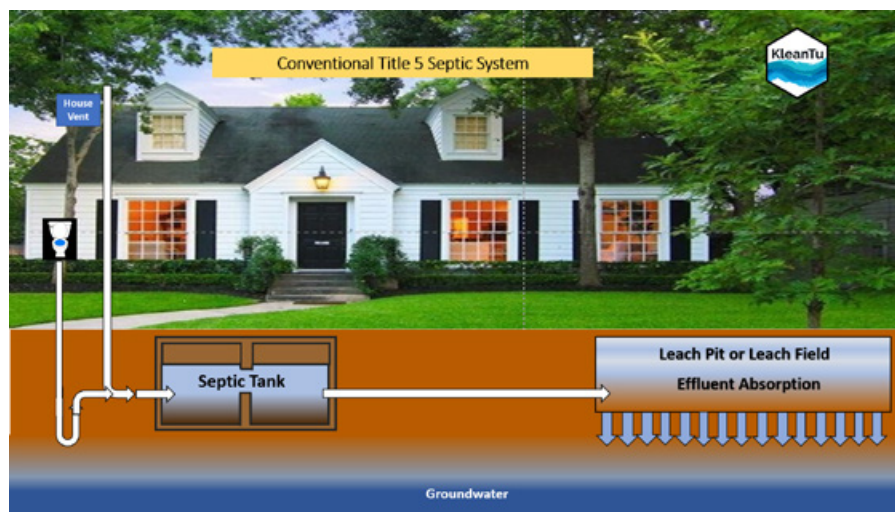 Conventional Title 5 Septic System
KleanTu
House
Vent
Septic Tank
Leach Pit or Leach Field
Effluent Absorption
Groundwater